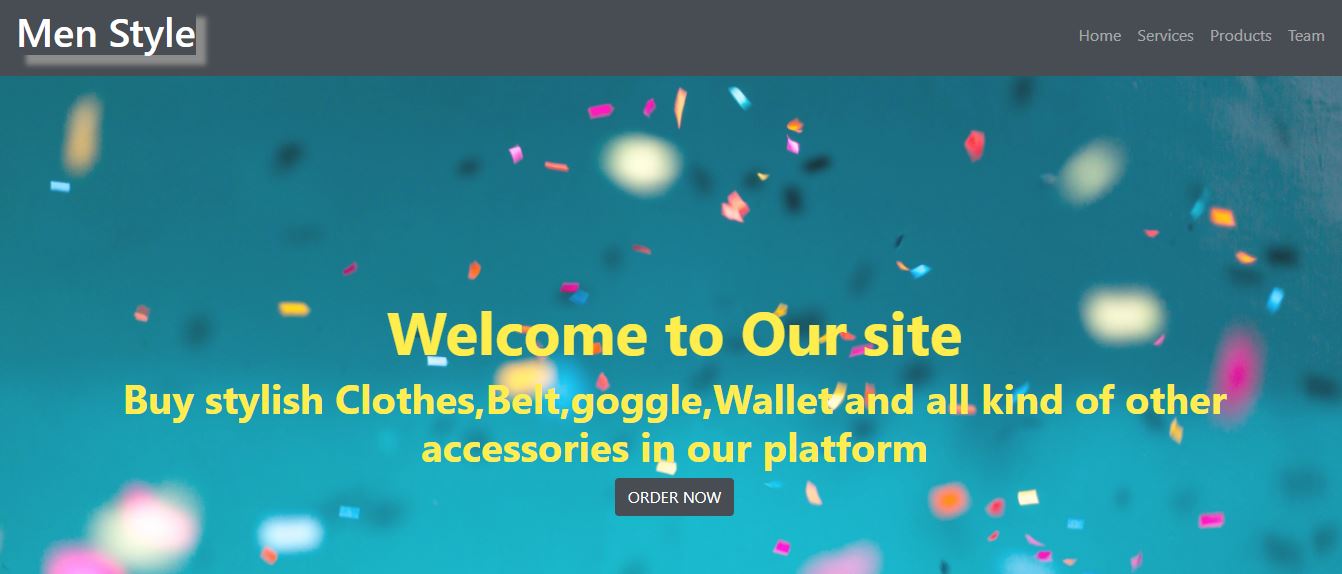 Men Style
Home Services Products Team
Welcome to Our site
Buy stylish Clothes,Belt,goggle,Wallet and all kind of other
accessories in our platform
ORDER NOW